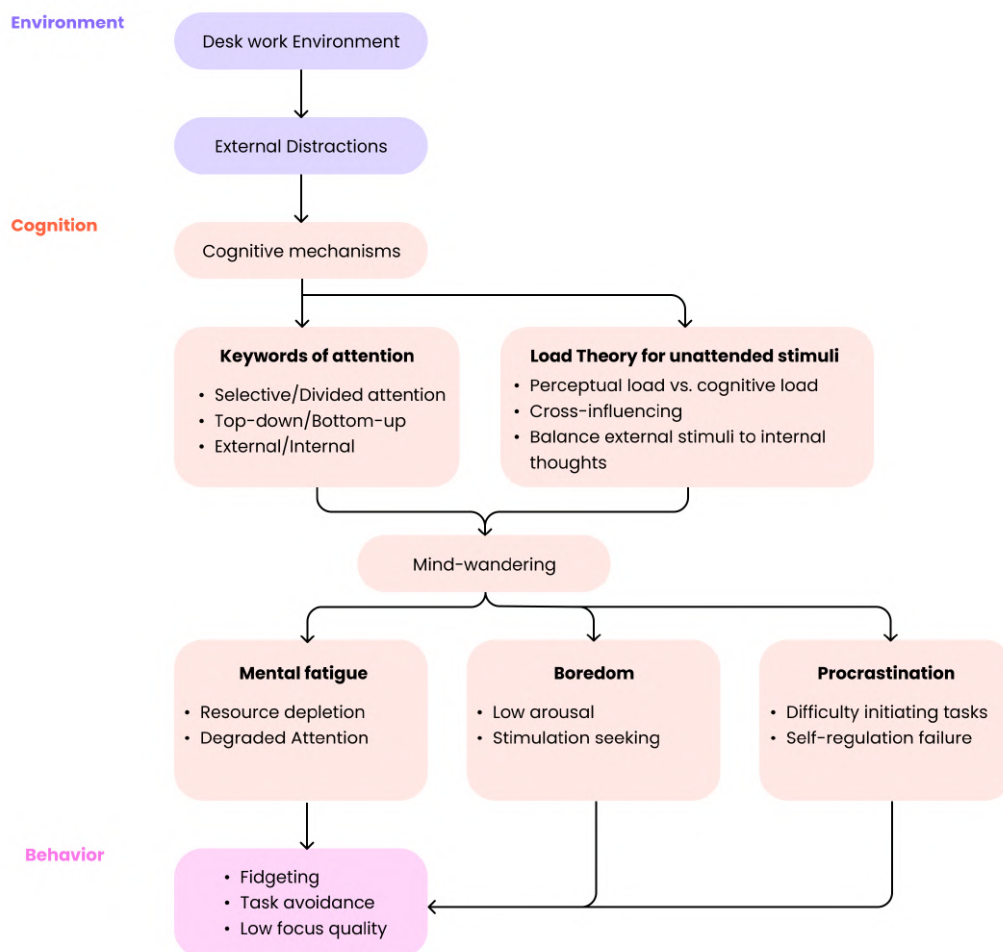 Environment
Desk work Environment
External Distractions
Cognition
Cognitive mechanisms
Keywords of attention
• Selective/Divided attention
• Top-down/Bottom-up
• External/Internal
Load Theory for unattended stimuli
• Perceptual load vs. cognitive load
• Cross-influencing
• Balance external stimuli to internal
thoughts
Mind-wandering
Mental fatigue
• Resource depletion
• Degraded Attention
Boredom
• Low arousal
• Stimulation seeking
Procrastination
• Difficulty initiating tasks
• Self-regulation failure
Behavior
• Fidgeting
• Task avoidance
• Low focus quality